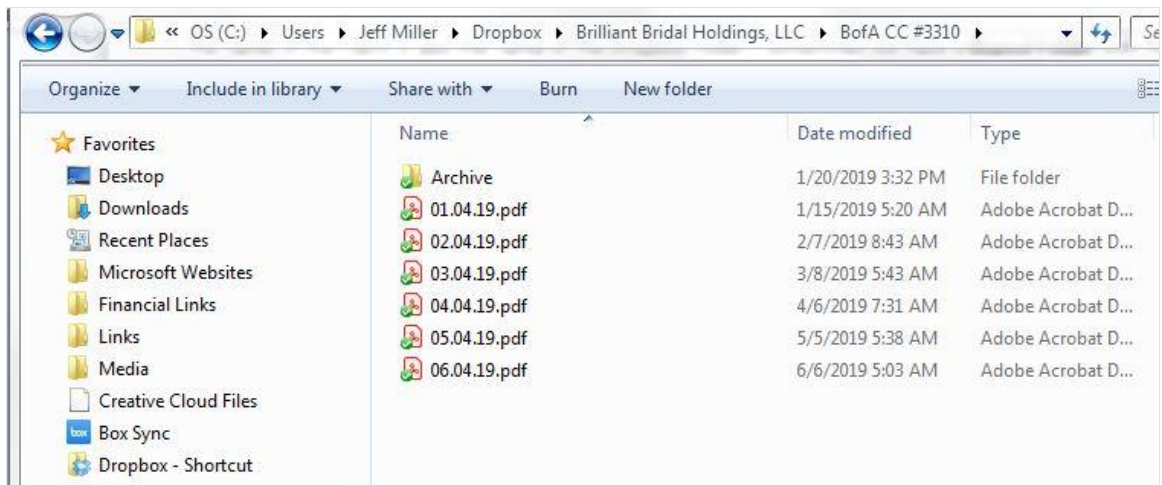 « OS (C:) ▸ Users ▸ Jeff Miller ▸ Dropbox ▸ Brilliant Bridal Holdings, LLC ▸ BofA CC #3310 ▸ Se
Organize Include in library Share with Burn New folder
Favorites
Desktop
Downloads
Recent Places
Microsoft Websites
Financial Links
Links
Media
Creative Cloud Files
box Box Sync
Dropbox - Shortcut
Name Date modified Type
Archive 1/20/2019 3:32 PM File folder
01.04.19.pdf 1/15/2019 5:20 AM Adobe Acrobat D...
02.04.19.pdf 2/7/2019 8:43 AM Adobe Acrobat D...
03.04.19.pdf 3/8/2019 5:43 AM Adobe Acrobat D...
04.04.19.pdf 4/6/2019 7:31 AM Adobe Acrobat D...
05.04.19.pdf 5/5/2019 5:38 AM Adobe Acrobat D...
06.04.19.pdf 6/6/2019 5:03 AM Adobe Acrobat D...